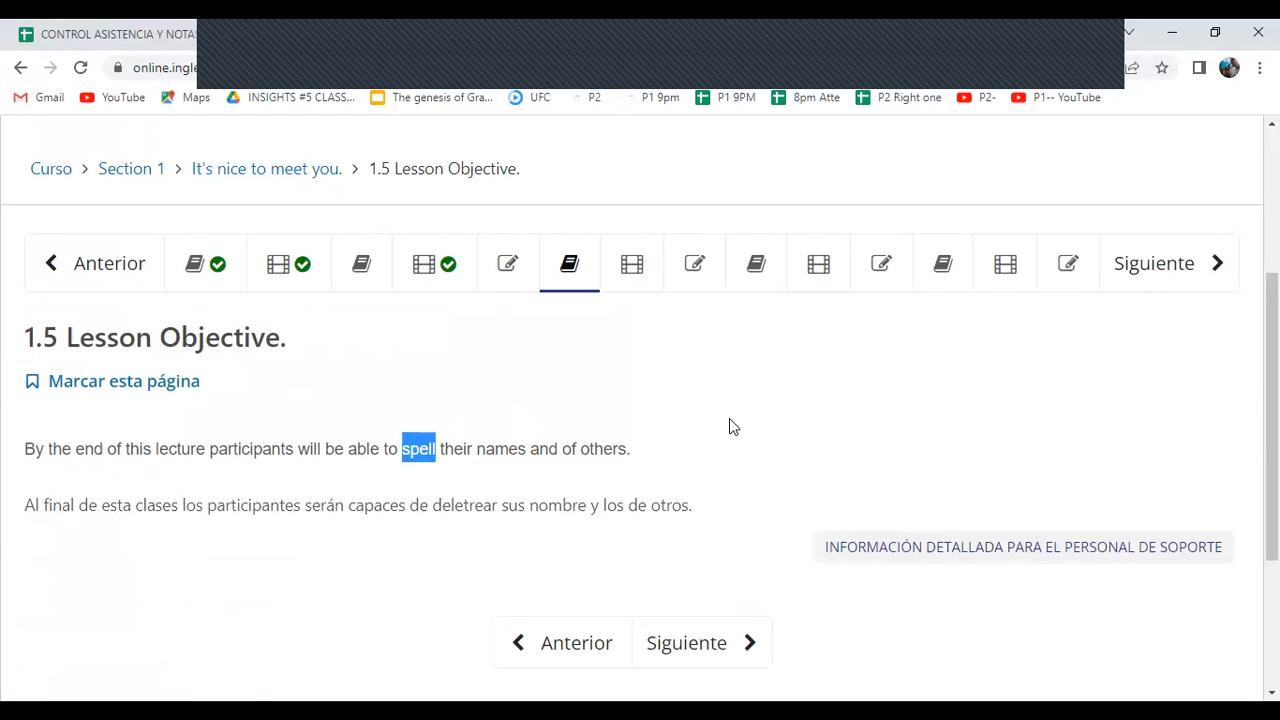 CONTROL ASISTENCIA Y NOTAS
online.ingle
Gmail YouTube Maps INSIGHTS #5 CLASS... The genesis of Gra... UFC P2 P1 9pm P1 9PM 8pm Atte P2 Right one P2- P1-- YouTube
Curso > Section 1 > It's nice to meet you. > 1.5 Lesson Objective.
Anterior Siguiente
1.5 Lesson Objective.
Marcar esta página
By the end of this lecture participants will be able to spell their names and of others.
Al final de esta clases los participantes serán capaces de deletrear sus nombre y los de otros.
INFORMACIÓN DETALLADA PARA EL PERSONAL DE SOPORTE
Anterior Siguiente